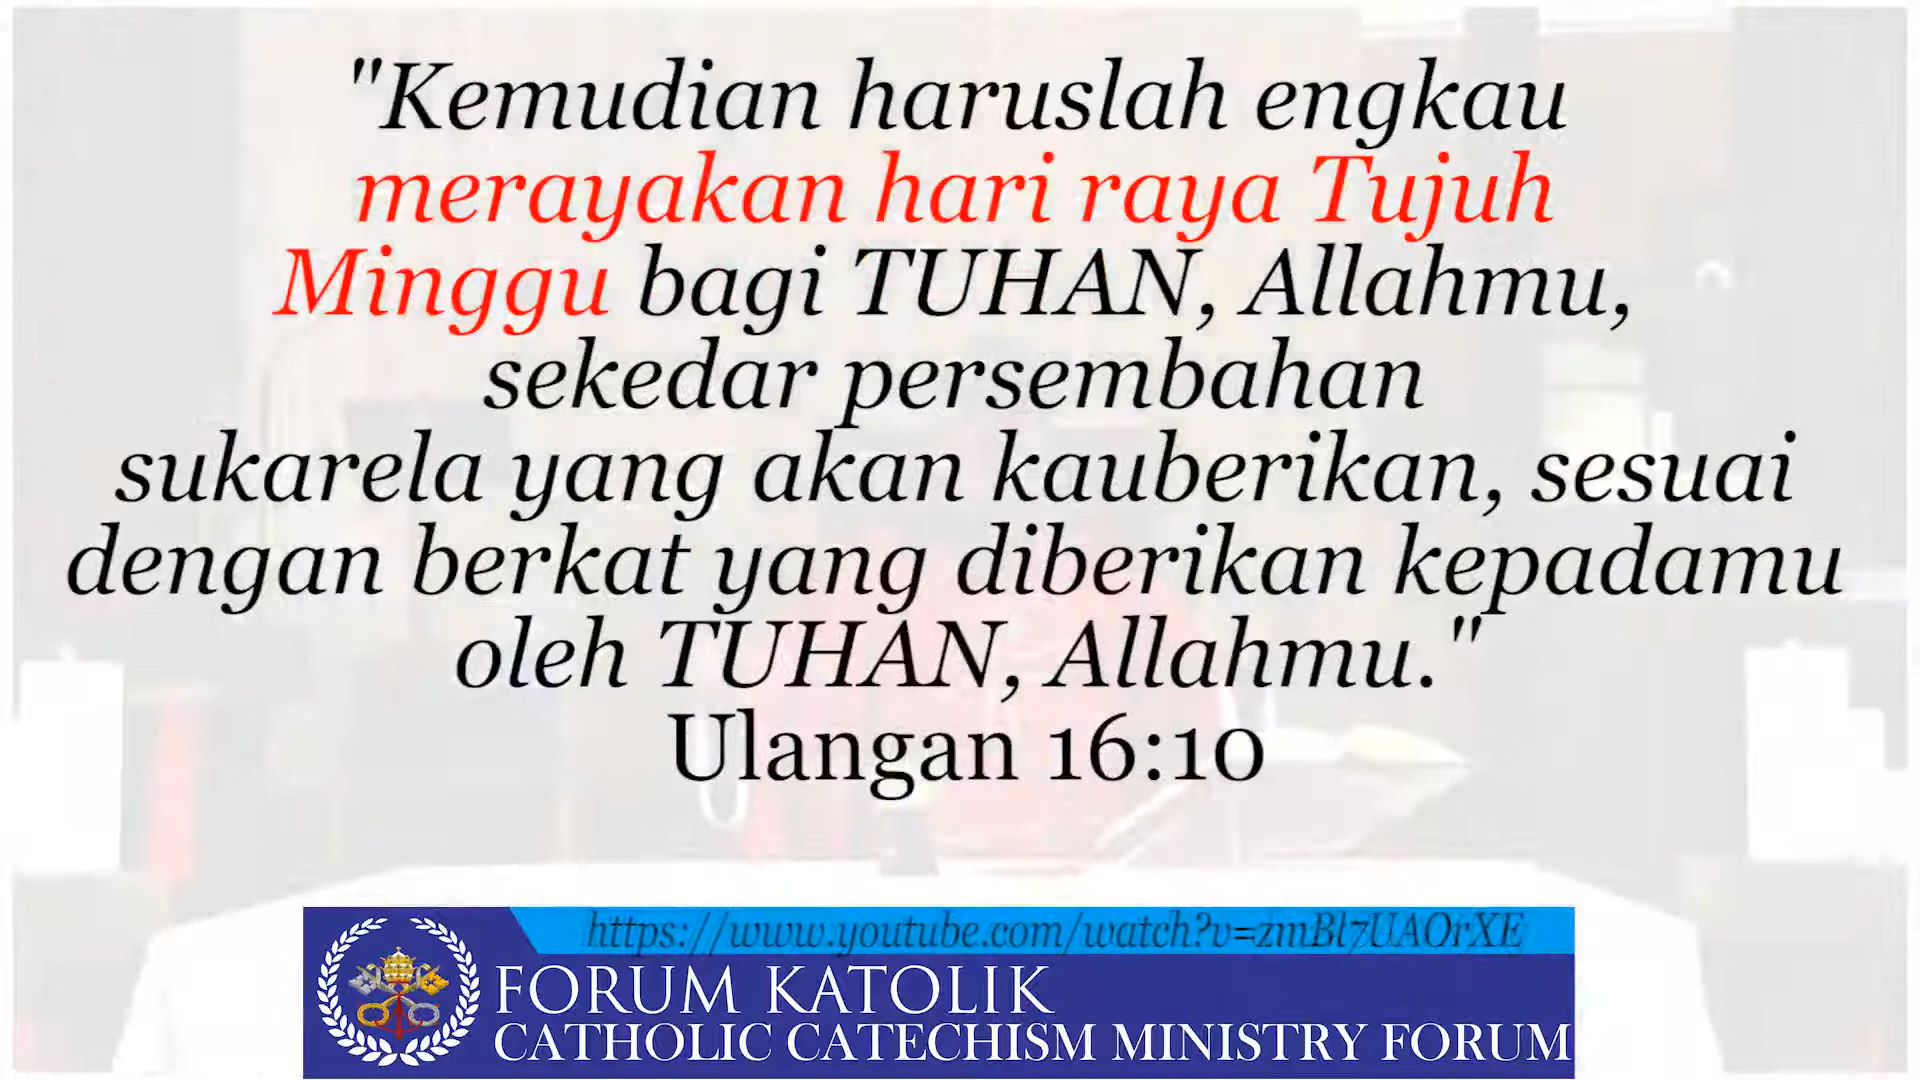 "Kemudian haruslah engkau
merayakan hari raya Tujuh
Minggu bagi TUHAN, Allahmu,
sekedar persembahan
sukarela yang akan kauberikan, sesuai
dengan berkat yang diberikan kepadamu
oleh TUHAN, Allahmu."
Ulangan 16:10
https://www.youtube.com/watch?v=zmBl7UAOrXE
FORUM KATOLIK
CATHOLIC CATECHISM MINISTRY FORUM